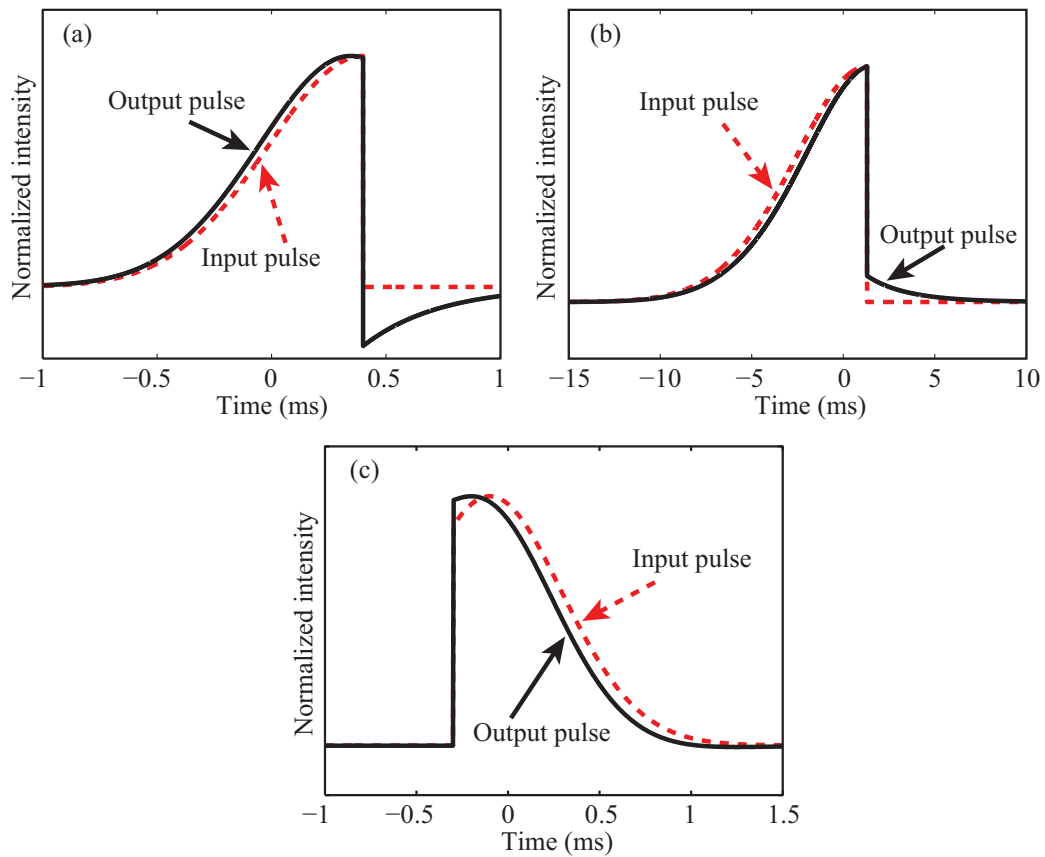 (a)
Normalized intensity
Output pulse
Input pulse
−1
−0.5
0
0.5
1
Time (ms)
(b)
Normalized intensity
Input pulse
Output pulse
−15
−10
−5
0
5
10
Time (ms)
(c)
Normalized intensity
Input pulse
Output pulse
−1
−0.5
0
0.5
1
1.5
Time (ms)